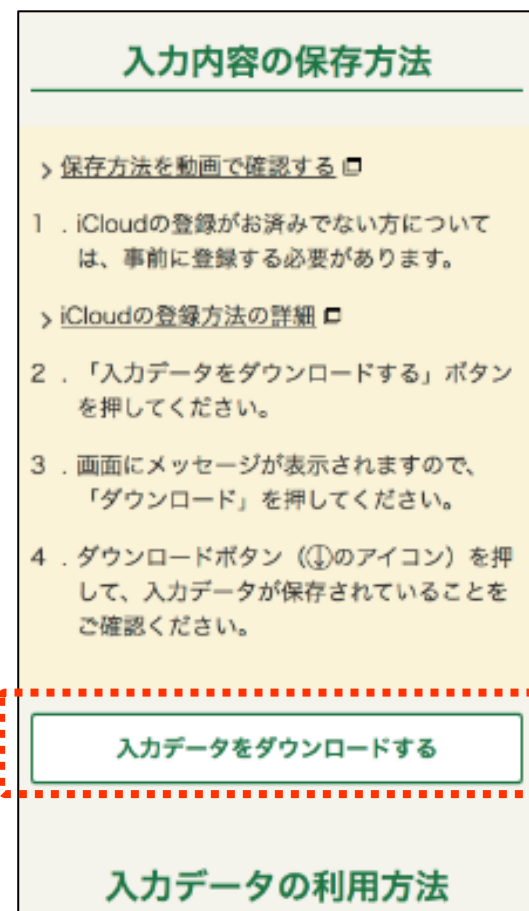 入力内容の保存方法
> 保存方法を動画で確認する
1．iCloudの登録がお済みでない方について
は、事前に登録する必要があります。
> iCloudの登録方法の詳細
2．「入力データをダウンロードする」ボタン
を押してください。
3．画面にメッセージが表示されますので、
「ダウンロード」を押してください。
4．ダウンロードボタン（↓のアイコン）を押
して、入力データが保存されていることを
ご確認ください。
入力データをダウンロードする
入力データの利用方法